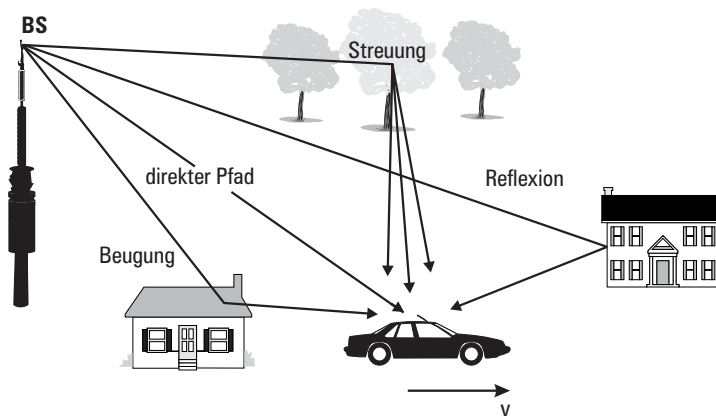 BS
Streuung
direkter Pfad
Reflexion
Beugung
v